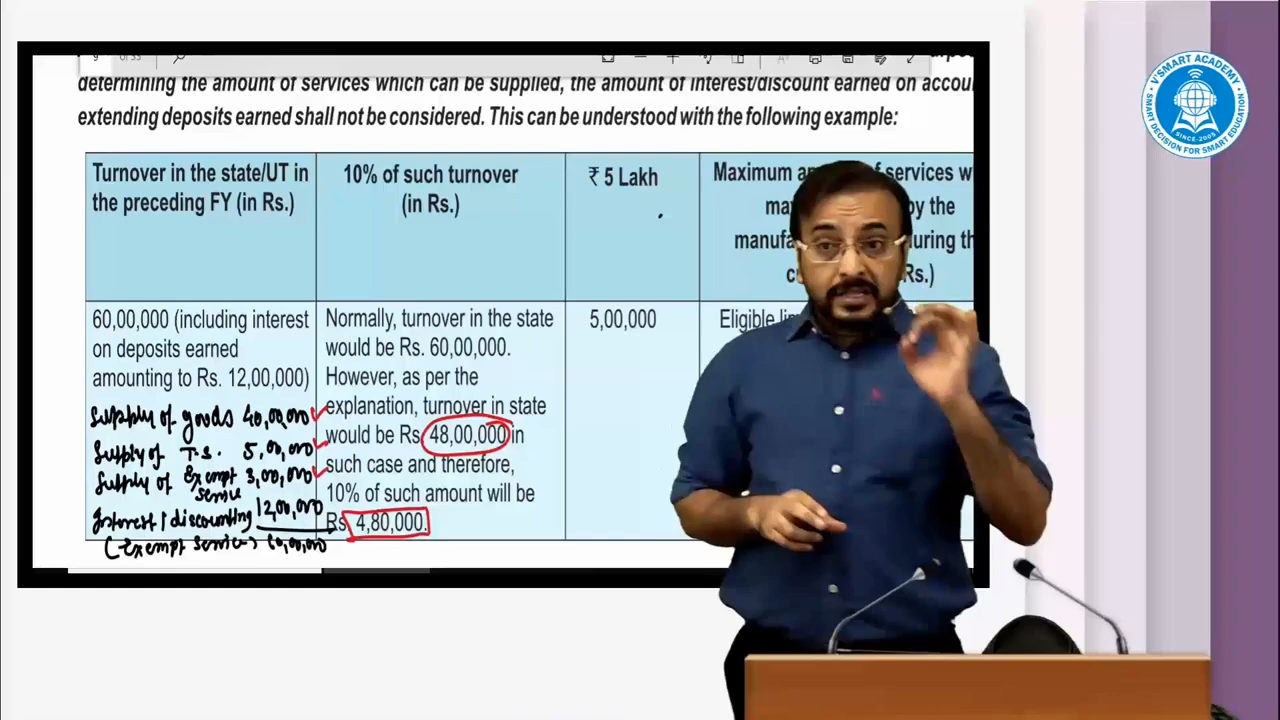 determining the amount of services which can be supplied, the amount of interest/discount earned on accou
extending deposits earned shall not be considered. This can be understood with the following example:
Turnover in the state/UT in
the preceding FY (in Rs.)
10% of such turnover
(in Rs.)
₹ 5 Lakh
Maximum services w
may by the
manufa uring th
Rs.)
60,00,000 (including interest
on deposits earned
amounting to Rs. 12,00,000)
Supply of goods 40,00,000
Supply of T.S. 5,00,000
Supply of Exempt 3,00,000
service
Interest / discounting 12,00,000
(Exempt Services) 60,00,000
Normally, turnover in the state
would be Rs. 60,00,000.
However, as per the
explanation, turnover in state
would be Rs. 48,00,000 in
such case and therefore,
10% of such amount will be
Rs. 4,80,000.
5,00,000
Eligible
V'SMART ACADEMY
SINCE-2005
SMART DECISION FOR SMART EDUCATION